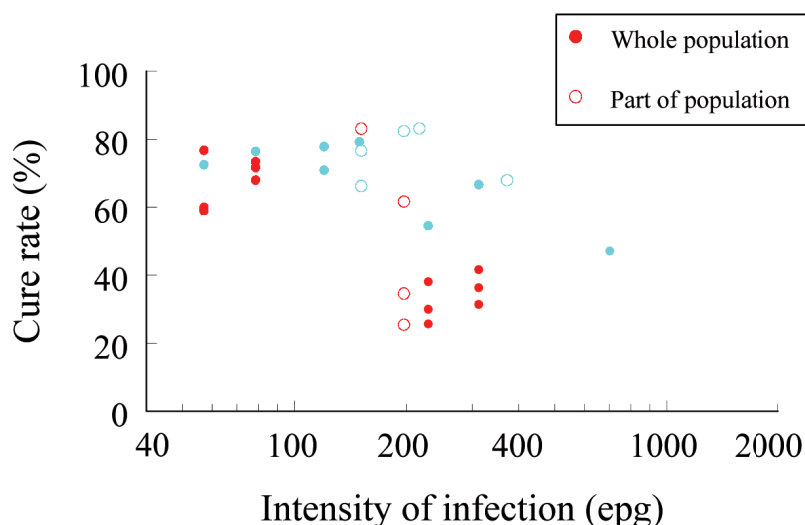 Whole population
Part of population
100
80
60
40
20
0
Cure rate (%)
40 100 200 400 1000 2000
Intensity of infection (epg)